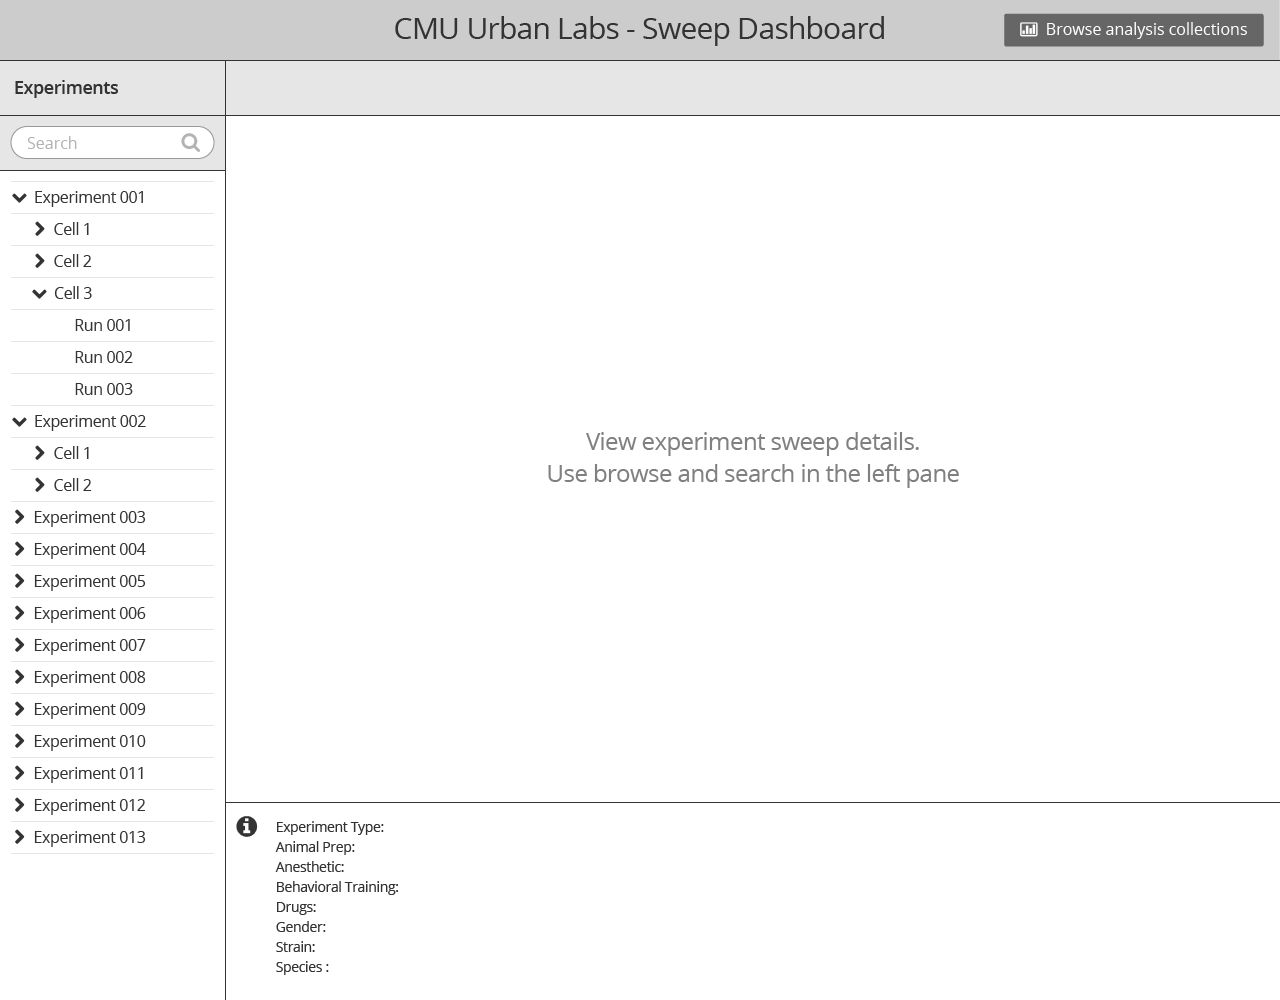 CMU Urban Labs - Sweep Dashboard
Browse analysis collections
Experiments
Search
Experiment 001
Cell 1
Cell 2
Cell 3
Run 001
Run 002
Run 003
Experiment 002
Cell 1
Cell 2
Experiment 003
Experiment 004
Experiment 005
Experiment 006
Experiment 007
Experiment 008
Experiment 009
Experiment 010
Experiment 011
Experiment 012
Experiment 013
View experiment sweep details.
Use browse and search in the left pane
Experiment Type:
Animal Prep:
Anesthetic:
Behavioral Training:
Drugs:
Gender:
Strain:
Species :